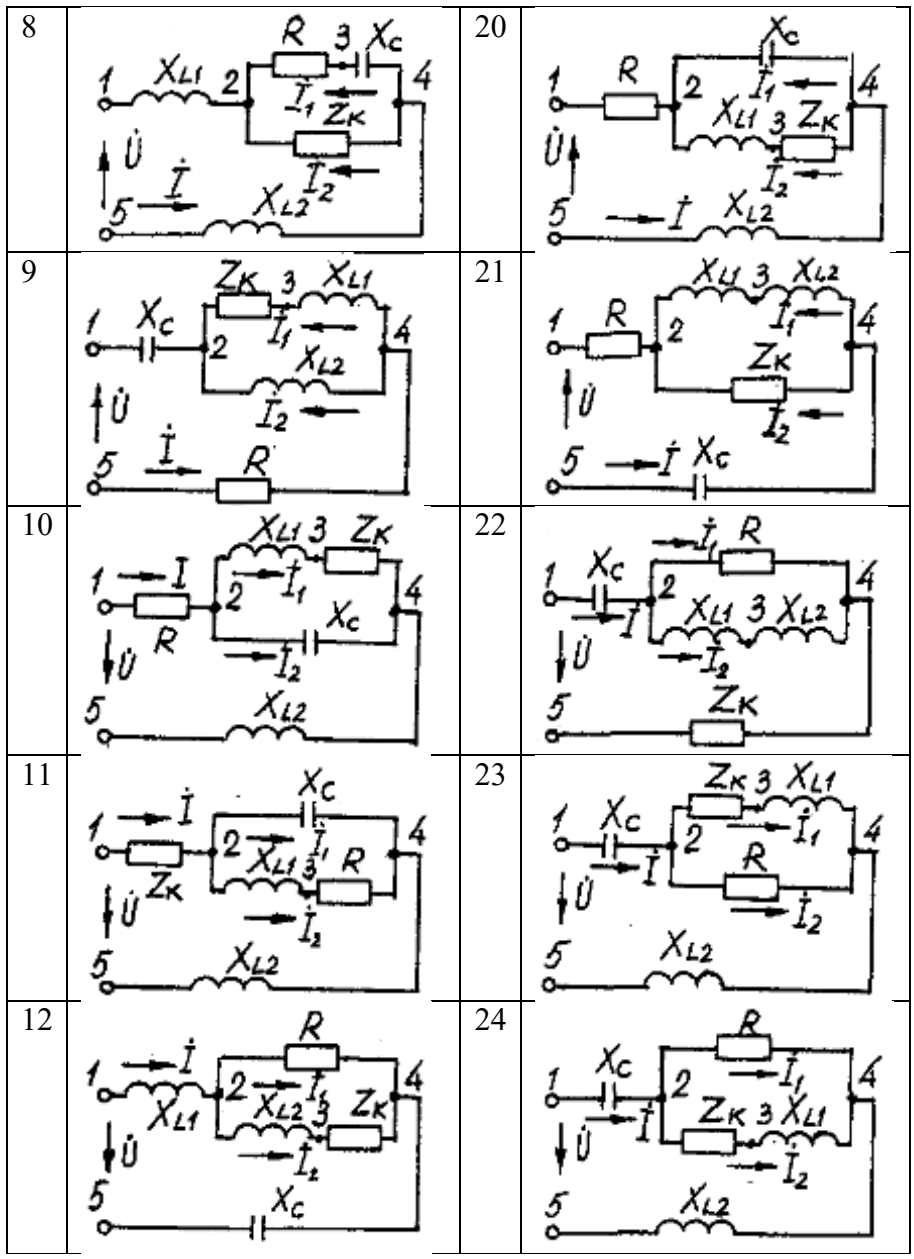 8
R 3 Xc
1 XL1 2 4
İ1
ZK
U̇
İ İ2
5 XL2
20
Xc
1 R 2 İ1 4
XL1 3 ZK
U̇ İ2
5 İ XL2
9
ZK 3 XL1
1 Xc 2 İ1 4
XL2
U̇ İ2
İ
5 R
21
XL1 3 XL2
1 R 2 İ1 4
ZK
U̇ İ2
5 İ Xc
10
XL1 3 ZK
1 İ 2 İ1 4
R Xc
U̇ İ2
5 XL2
22
İ1 R
1 Xc 2 4
İ XL1 3 XL2
U̇ İ2
5 ZK
11
İ Xc
1 2 İ1 4
ZK XL1 3 R
U̇ İ2
5 XL2
23
ZK 3 XL1
1 Xc 2 İ1 4
İ R
U̇ İ2
5 XL2
12
İ R
1 2 İ1 4
XL1 XL2 3 ZK
U̇ İ2
5 Xc
24
R
1 Xc 2 İ1 4
İ ZK 3 XL1
U̇ İ2
5 XL2